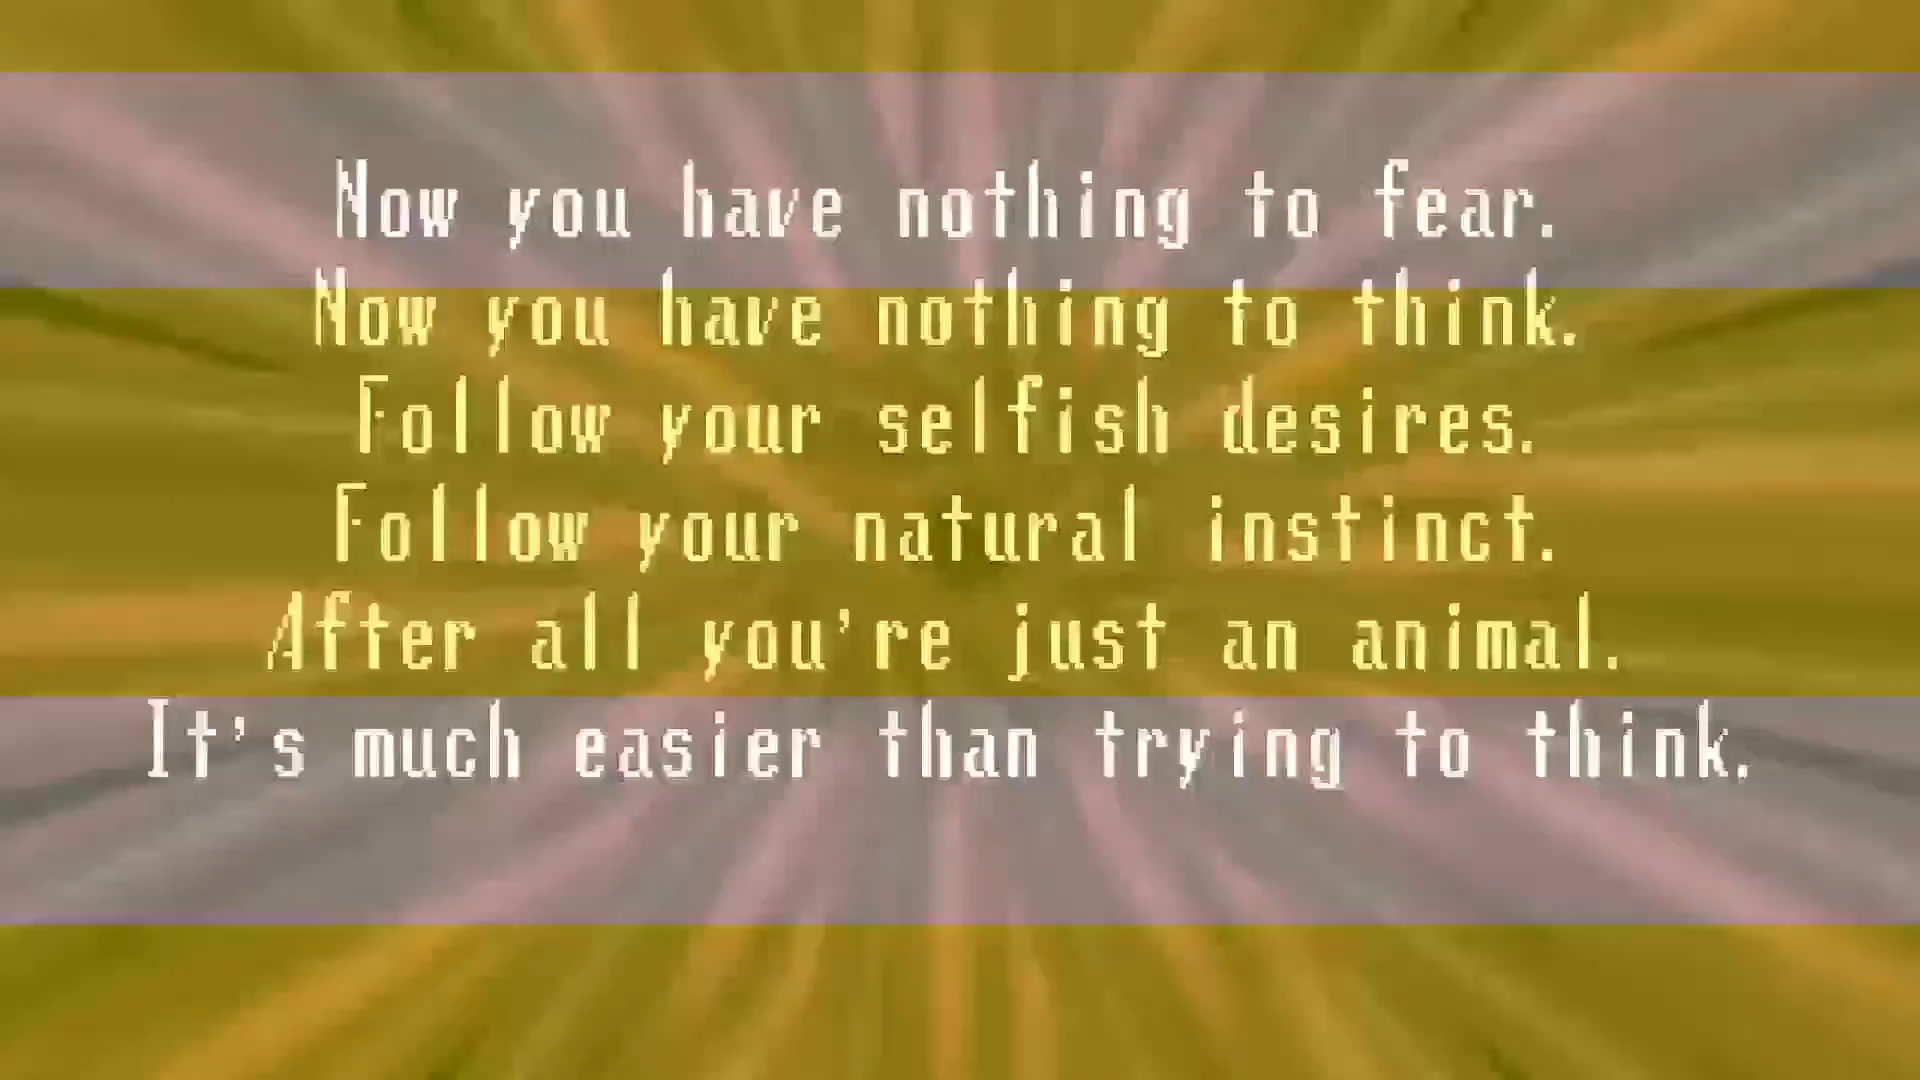 Now you have nothing to fear.
Now you have nothing to think.
Follow your selfish desires.
Follow your natural instinct.
After all you're just an animal.
It's much easier than trying to think.